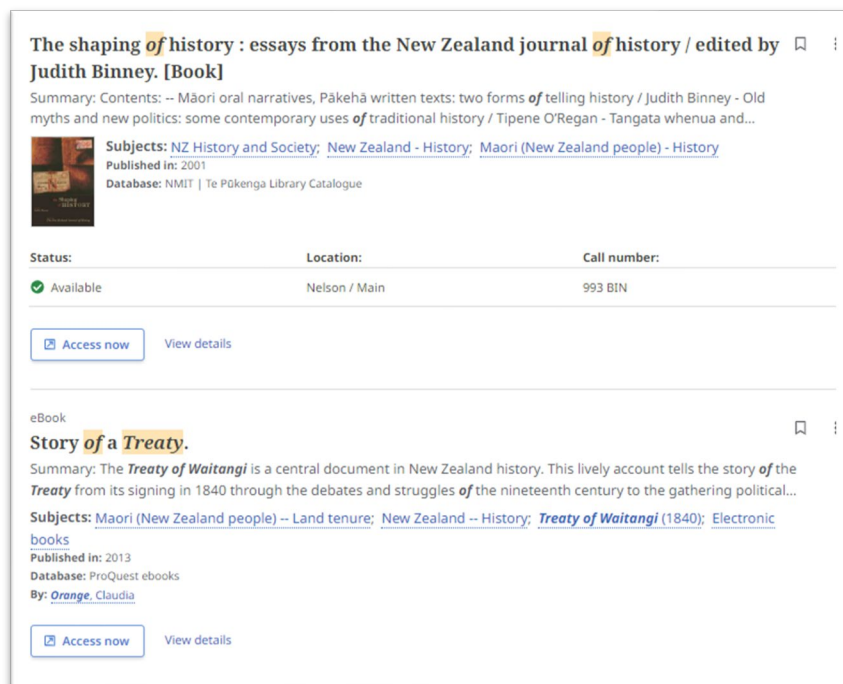 The shaping of history : essays from the New Zealand journal of history / edited by
Judith Binney. [Book]
Summary: Contents: -- Māori oral narratives, Pākehā written texts: two forms of telling history / Judith Binney - Old
myths and new politics: some contemporary uses of traditional history / Tipene O'Regan - Tangata whenua and...
Subjects: NZ History and Society; New Zealand - History; Maori (New Zealand people) - History
Published in: 2001
Database: NMIT | Te Pūkenga Library Catalogue
Status: Location: Call number:
Available Nelson / Main 993 BIN
Access now View details
eBook
Story of a Treaty.
Summary: The Treaty of Waitangi is a central document in New Zealand history. This lively account tells the story of the
Treaty from its signing in 1840 through the debates and struggles of the nineteenth century to the gathering political...
Subjects: Maori (New Zealand people) -- Land tenure; New Zealand -- History; Treaty of Waitangi (1840); Electronic
books
Published in: 2013
Database: ProQuest ebooks
By: Orange, Claudia
Access now View details